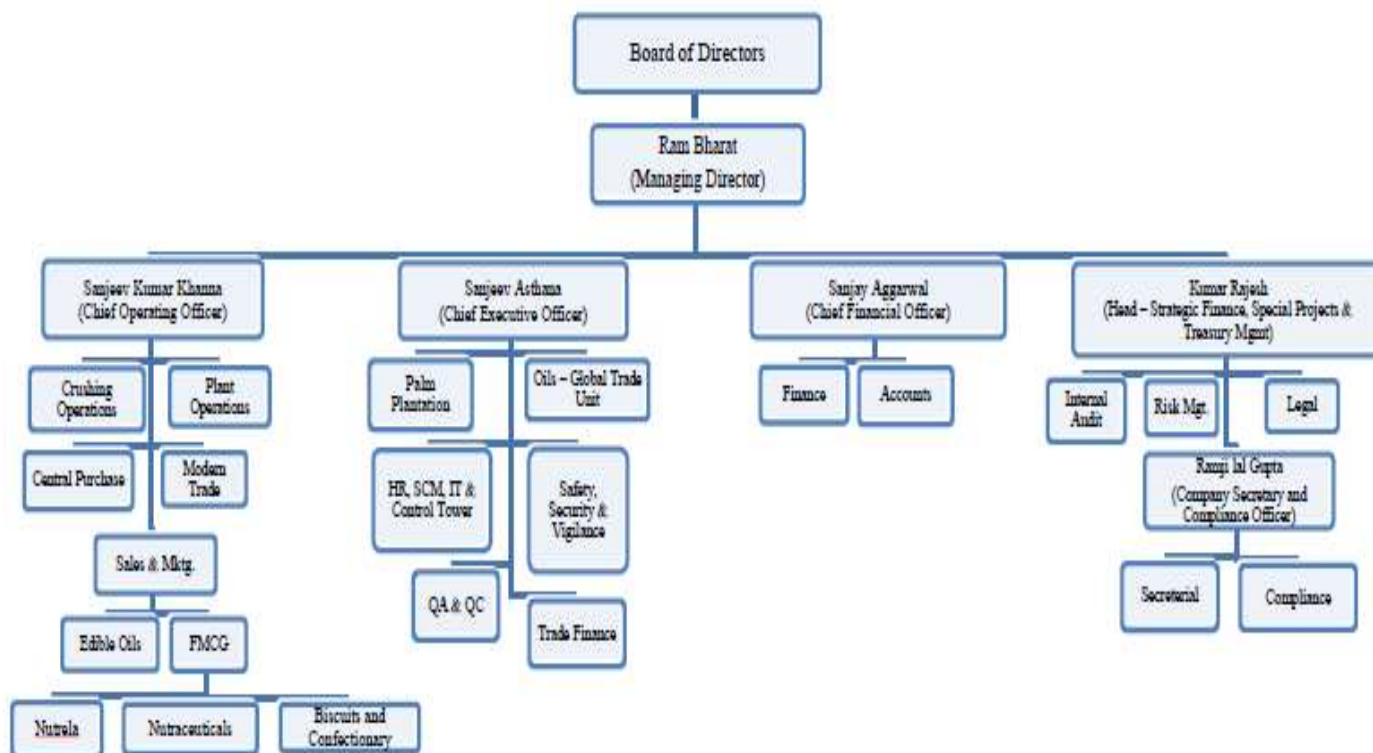 Board of Directors
Ram Bharat
(Managing Director)
Sanjeev Kumar Khanna
(Chief Operating Officer)
Sanjeev Asthana
(Chief Executive Officer)
Sanjay Aggarwal
(Chief Financial Officer)
Kumar Rajesh
(Head – Strategic Finance, Special Projects &
Treasury Mgmt)
Crushing
Operations
Plant
Operations
Palm
Plantation
Oils – Global Trade
Unit
Finance
Accounts
Internal
Audit
Risk Mgt.
Legal
Central Purchase
Modern
Trade
HR, SCM, IT &
Control Tower
Safety,
Security &
Vigilance
Ramji lal Gupta
(Company Secretary and
Compliance Officer)
Sales & Mktg.
QA & QC
Trade Finance
Secreterial
Compliance
Edible Oils
FMCG
Nutrela
Nutraceuticals
Biscuits and
Confectionary